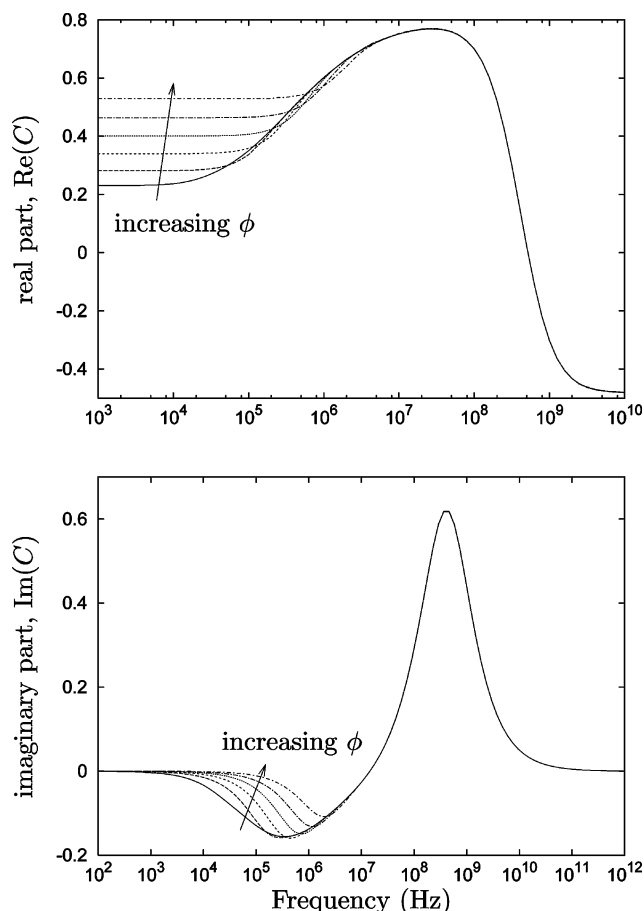 real part, Re(C)
0.8
0.6
0.4
0.2
0
-0.2
-0.4
increasing ϕ
10³ 10⁴ 10⁵ 10⁶ 10⁷ 10⁸ 10⁹ 10¹⁰
imaginary part, Im(C)
0.6
0.4
0.2
0
-0.2
increasing ϕ
10² 10³ 10⁴ 10⁵ 10⁶ 10⁷ 10⁸ 10⁹ 10¹⁰ 10¹¹ 10¹²
Frequency (Hz)